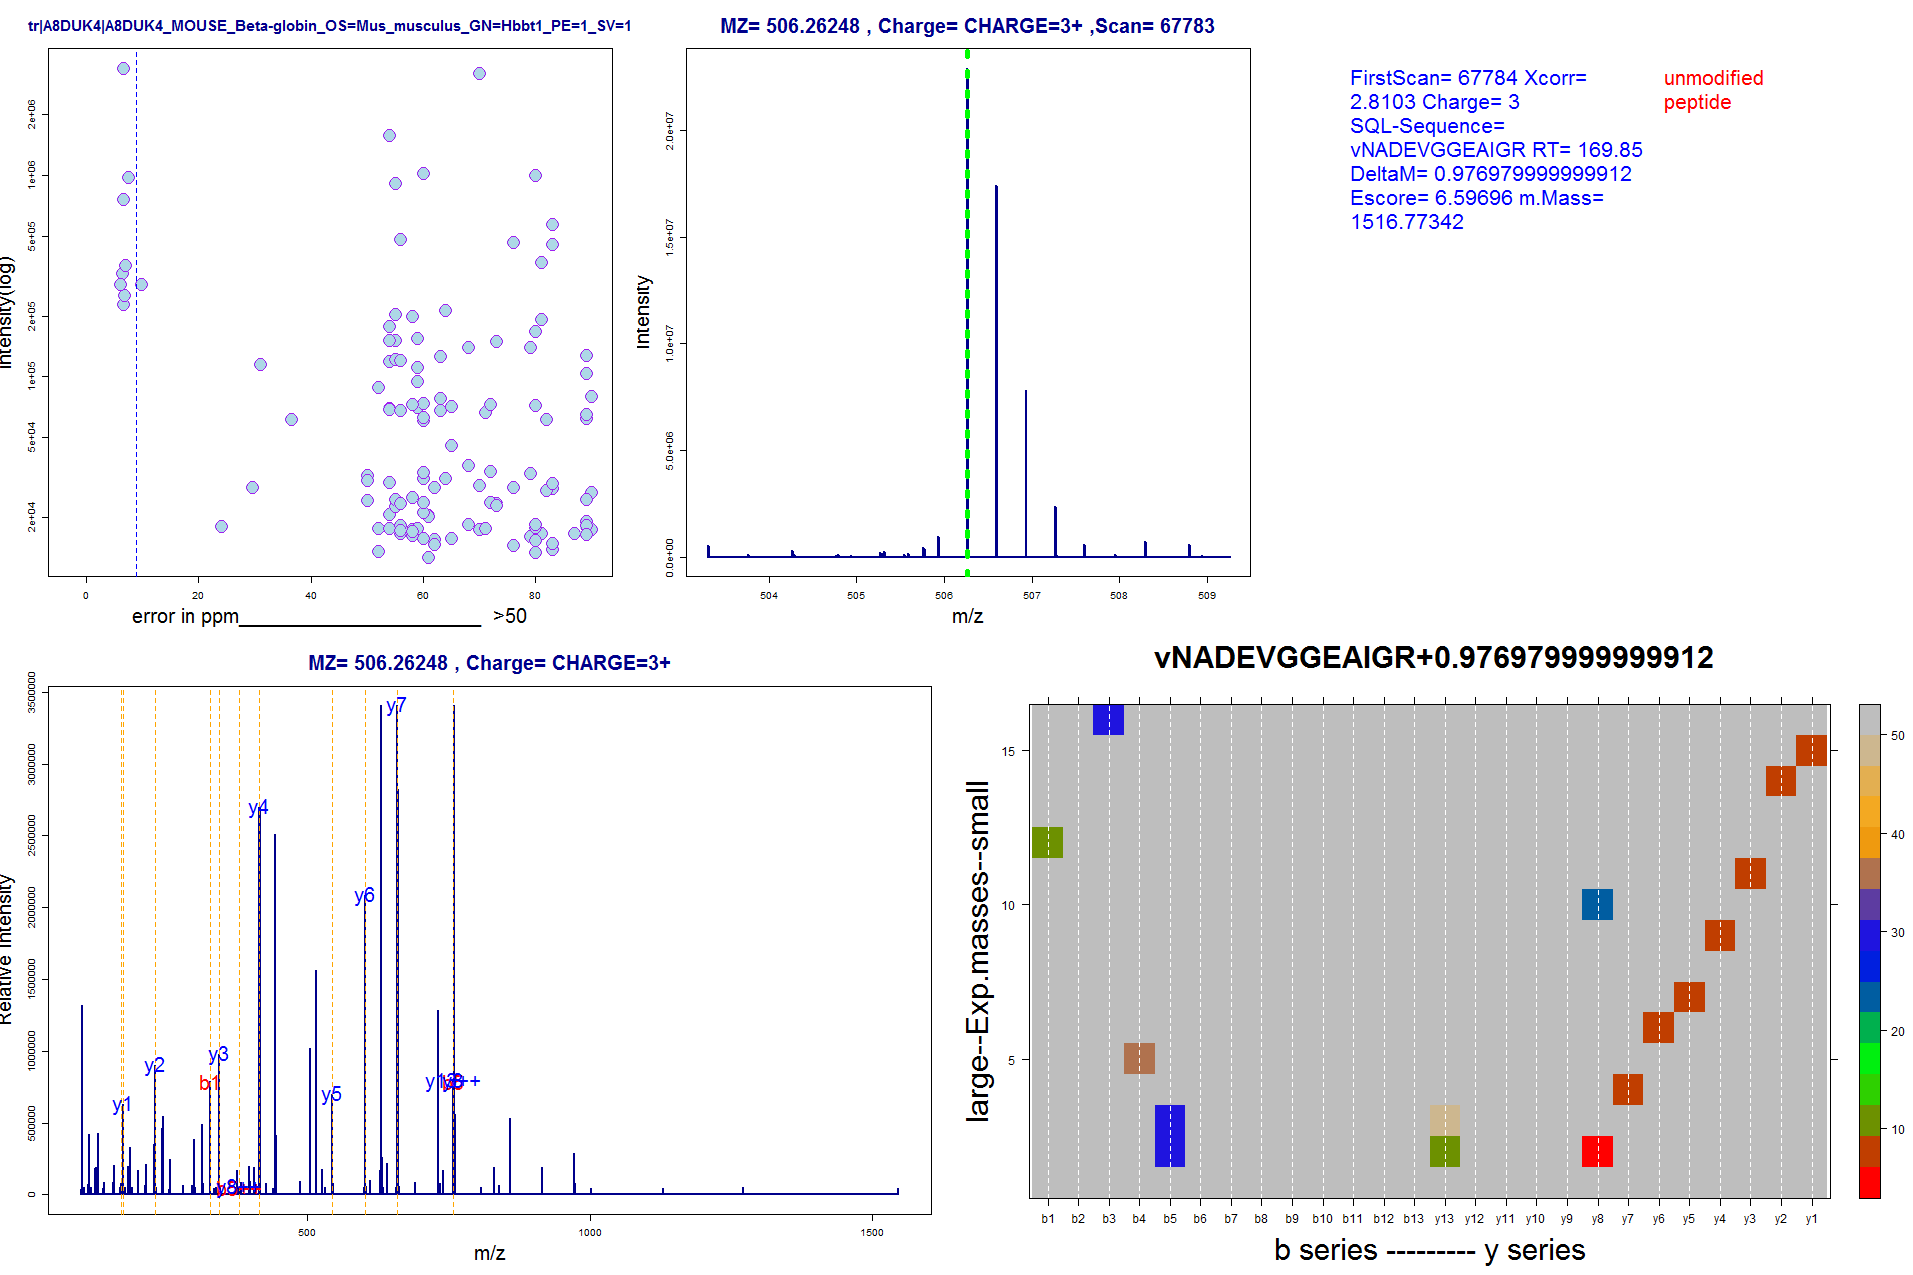 tr|A8DUK4|A8DUK4_MOUSE_Beta-globin_OS=Mus_musculus_GN=Hbbt1_PE=1_SV=1
Intensity(log)
2e+04
5e+04
1e+05
2e+05
5e+05
1e+06
2e+06
0
20
40
60
80
error in ppm______________________ >50
MZ= 506.26248 , Charge= CHARGE=3+ ,Scan= 67783
Intensity
0.0e+00
5.0e+06
1.0e+07
1.5e+07
2.0e+07
504
505
506
507
508
509
m/z
FirstScan= 67784 Xcorr=
2.8103 Charge= 3
SQL-Sequence=
vNADEVGGEAIGR RT= 169.85
DeltaM= 0.976979999999912
Escore= 6.59696 m.Mass=
1516.77342
unmodified
peptide
MZ= 506.26248 , Charge= CHARGE=3+
Relative Intensity
0
500000
1000000
1500000
2000000
2500000
3000000
3500000
y1
y2
b1
y3
y4
y5
y6
y7
500
1000
1500
m/z
vNADEVGGEAIGR+0.976979999999912
large--Exp.masses--small
5
10
15
b1
b2
b3
b4
b5
b6
b7
b8
b9
b10
b11
b12
b13
y13
y12
y11
y10
y9
y8
y7
y6
y5
y4
y3
y2
y1
b series --------- y series
10
20
30
40
50